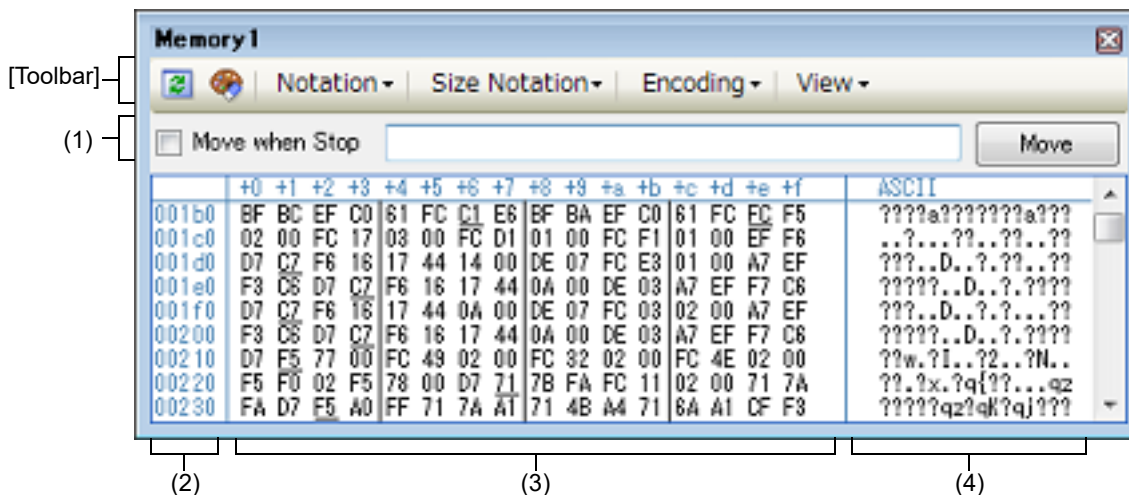 Memory1
[Toolbar]
Notation Size Notation Encoding View
(1)
Move when Stop Move
+0 +1 +2 +3 +4 +5 +6 +7 +8 +9 +a +b +c +d +e +f ASCII
001b0 BF BC EF C0 61 FC C1 E6 BF BA EF C0 61 FC FC F5 ????a???????a???
001c0 02 00 FC 17 03 00 FC D1 01 00 FC F1 01 00 EF F6 ..?...??..??..??
001d0 D7 C7 F6 16 17 44 14 00 DE 07 FC E3 01 00 A7 EF ???..D..?.??..??
001e0 F3 C6 D7 C7 F6 16 17 44 0A 00 DE 03 A7 EF F7 C6 ?????..D..?.????
001f0 D7 C7 F6 16 17 44 0A 00 DE 07 FC 03 02 00 A7 EF ???..D..?.?...??
00200 F3 C6 D7 C7 F6 16 17 44 0A 00 DE 03 A7 EF F7 C6 ?????..D..?.????
00210 D7 F5 77 00 FC 49 02 00 FC 32 02 00 FC 4E 02 00 ??w.?I..?2..?N..
00220 F5 F0 02 F5 78 00 D7 71 7B FA FC 11 02 00 71 7A ??.?x.?q{??...qz
00230 FA D7 F5 A0 FF 71 7A A1 71 4B A4 71 6A A1 CF F3 ?????qz?qK?qj???
(2) (3) (4)